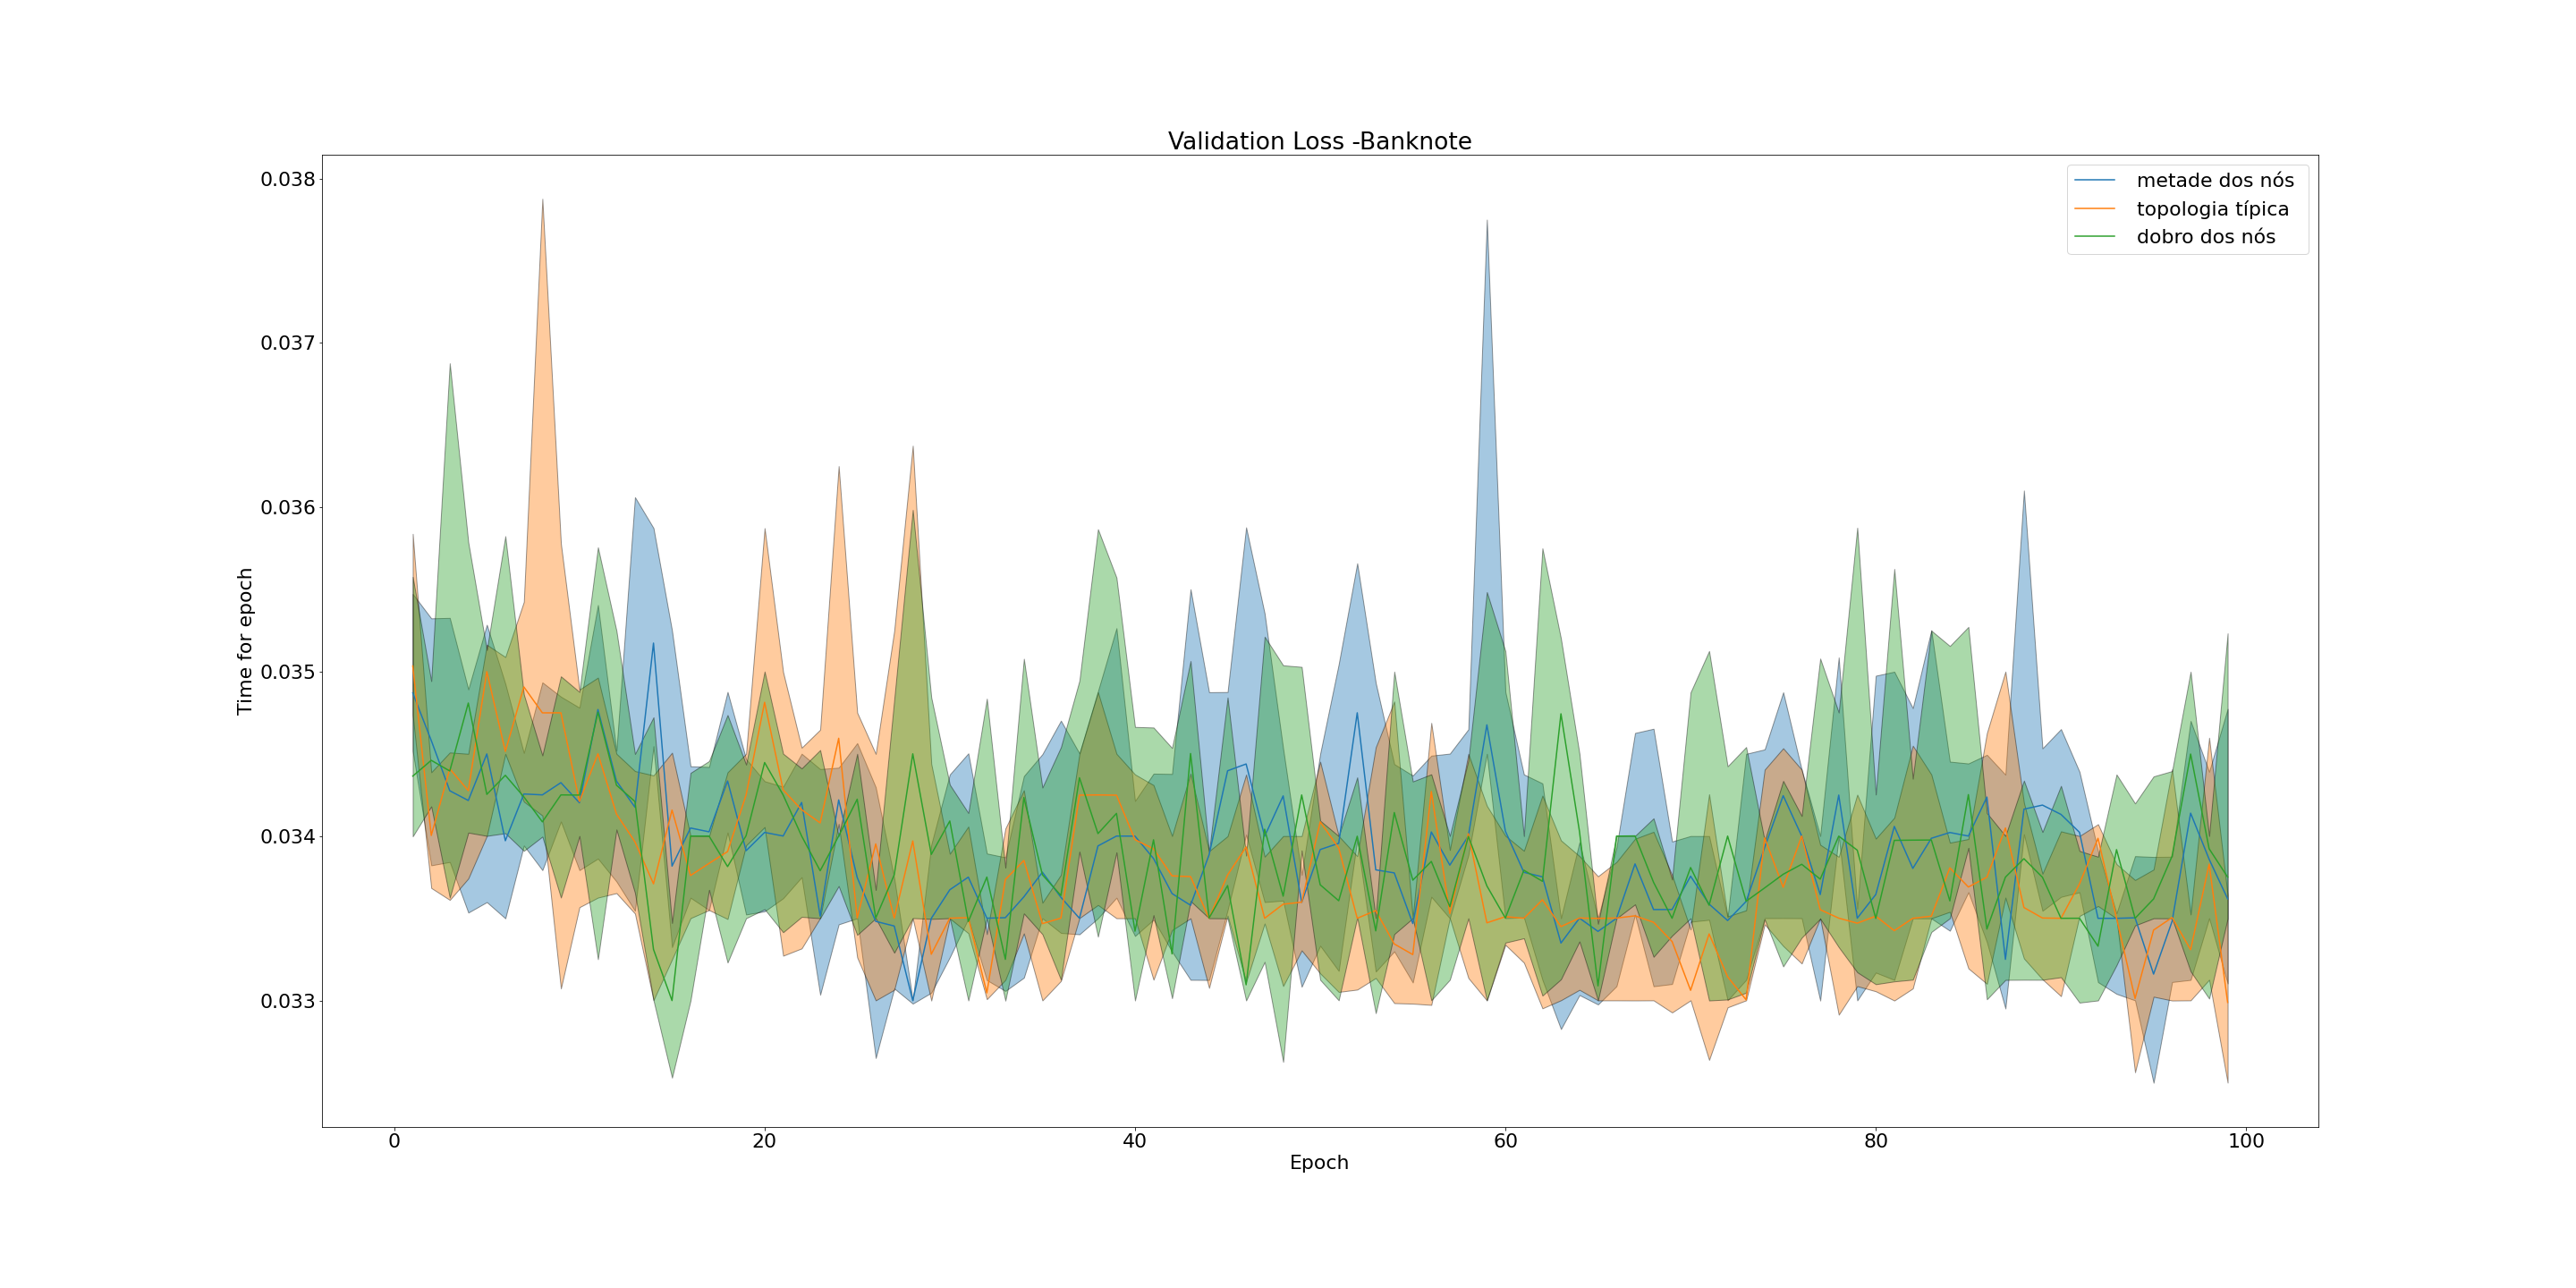 Validation Loss -Banknote
metade dos nós
topologia típica
dobro dos nós
Time for epoch
0.038
0.037
0.036
0.035
0.034
0.033
0 20 40 60 80 100
Epoch